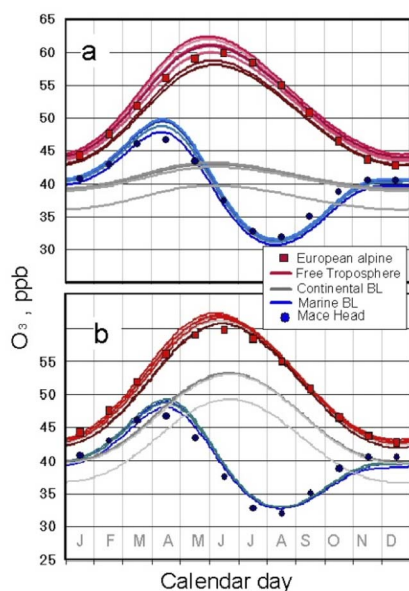 65
a
60
55
50
45
40
35
30
European alpine
Free Troposphere
Continental BL
Marine BL
Mace Head
O3, ppb
b
55
50
45
40
35
30
25
J F M A M J J A S O N D
Calendar day